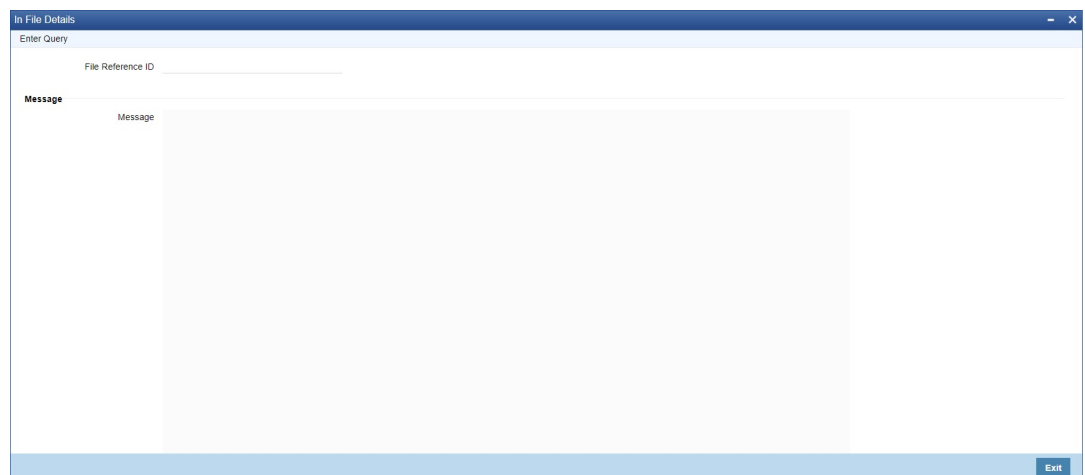 In File Details
Enter Query
File Reference ID
Message
Message
Exit